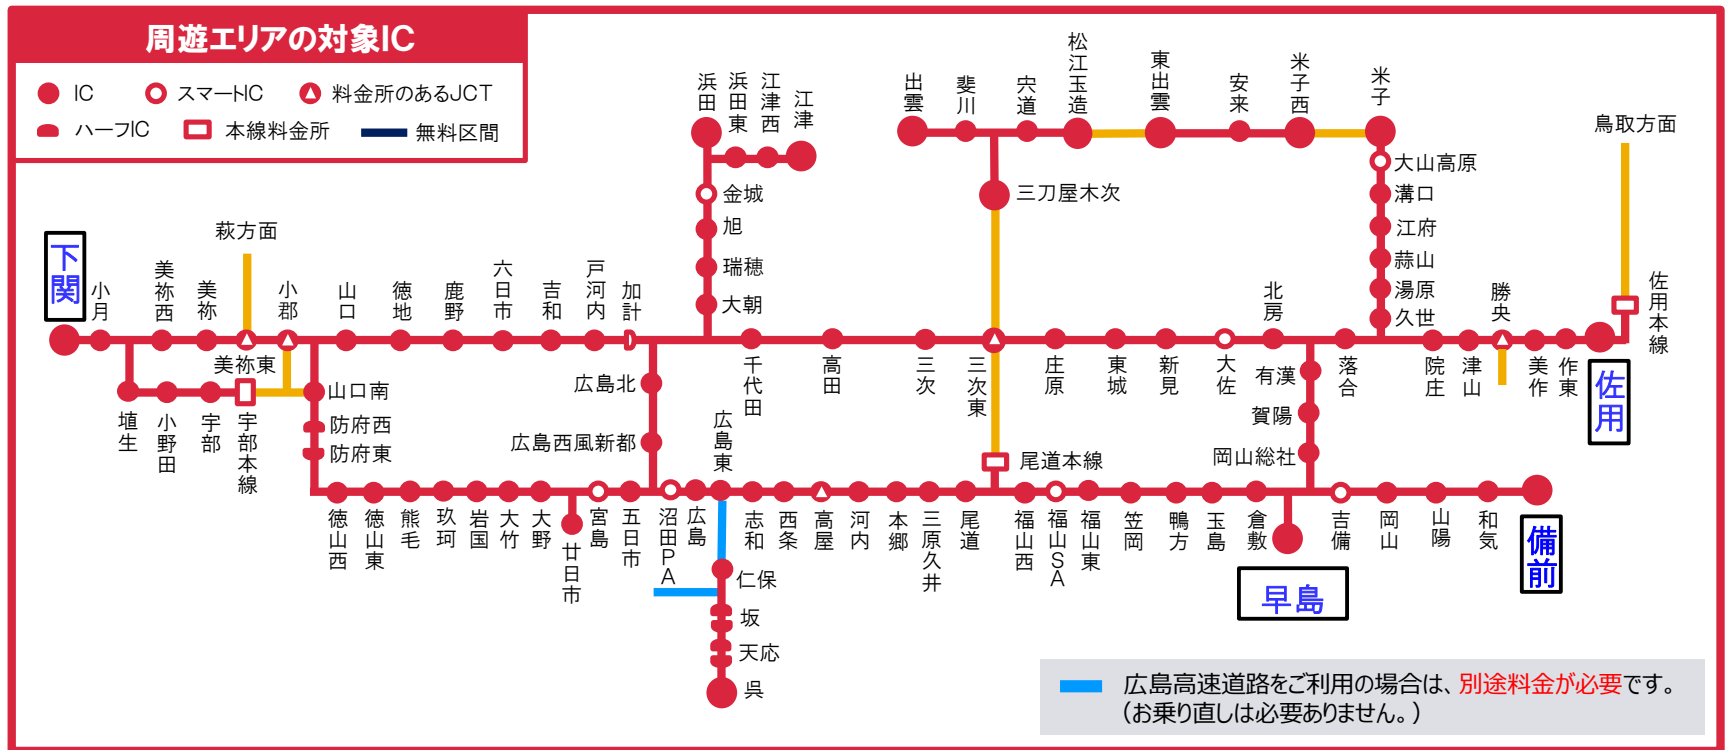 周遊エリアの対象IC
IC
スマートIC
料金所のあるJCT
ハーフIC
本線料金所
無料区間
浜田
浜田東
江津西
江津
出雲
斐川
宍道
松江玉造
東出雲
安来
米子西
米子
鳥取方面
金城
旭
瑞穂
大朝
三刀屋木次
大山高原
溝口
江府
蒜山
湯原
久世
萩方面
下関
小月
美祢西
美祢
小郡
山口
徳地
鹿野
六日市
吉和
戸河内
加計
北房
勝央
佐用本線
美祢東
千代田
高田
三次
三次東
庄原
東城
新見
大佐
落合
院庄
津山
美作
作東
佐用
埴生
小野田
宇部
宇部本線
山口南
防府西
防府東
広島北
広島西風新都
広島東
尾道本線
有漢
賀陽
岡山総社
徳山西
徳山東
熊毛
玖珂
岩国
大竹
大野
廿日市
宮島
五日市
沼田PA
広島
志和
西条
高屋
河内
本郷
三原久井
尾道
福山西
福山SA
福山東
笠岡
鴨方
玉島
倉敷
早島
吉備
岡山
山陽
和気
備前
仁保
坂
天応
呉
広島高速道路をご利用の場合は、別途料金が必要です。
（お乗り直しは必要ありません。）